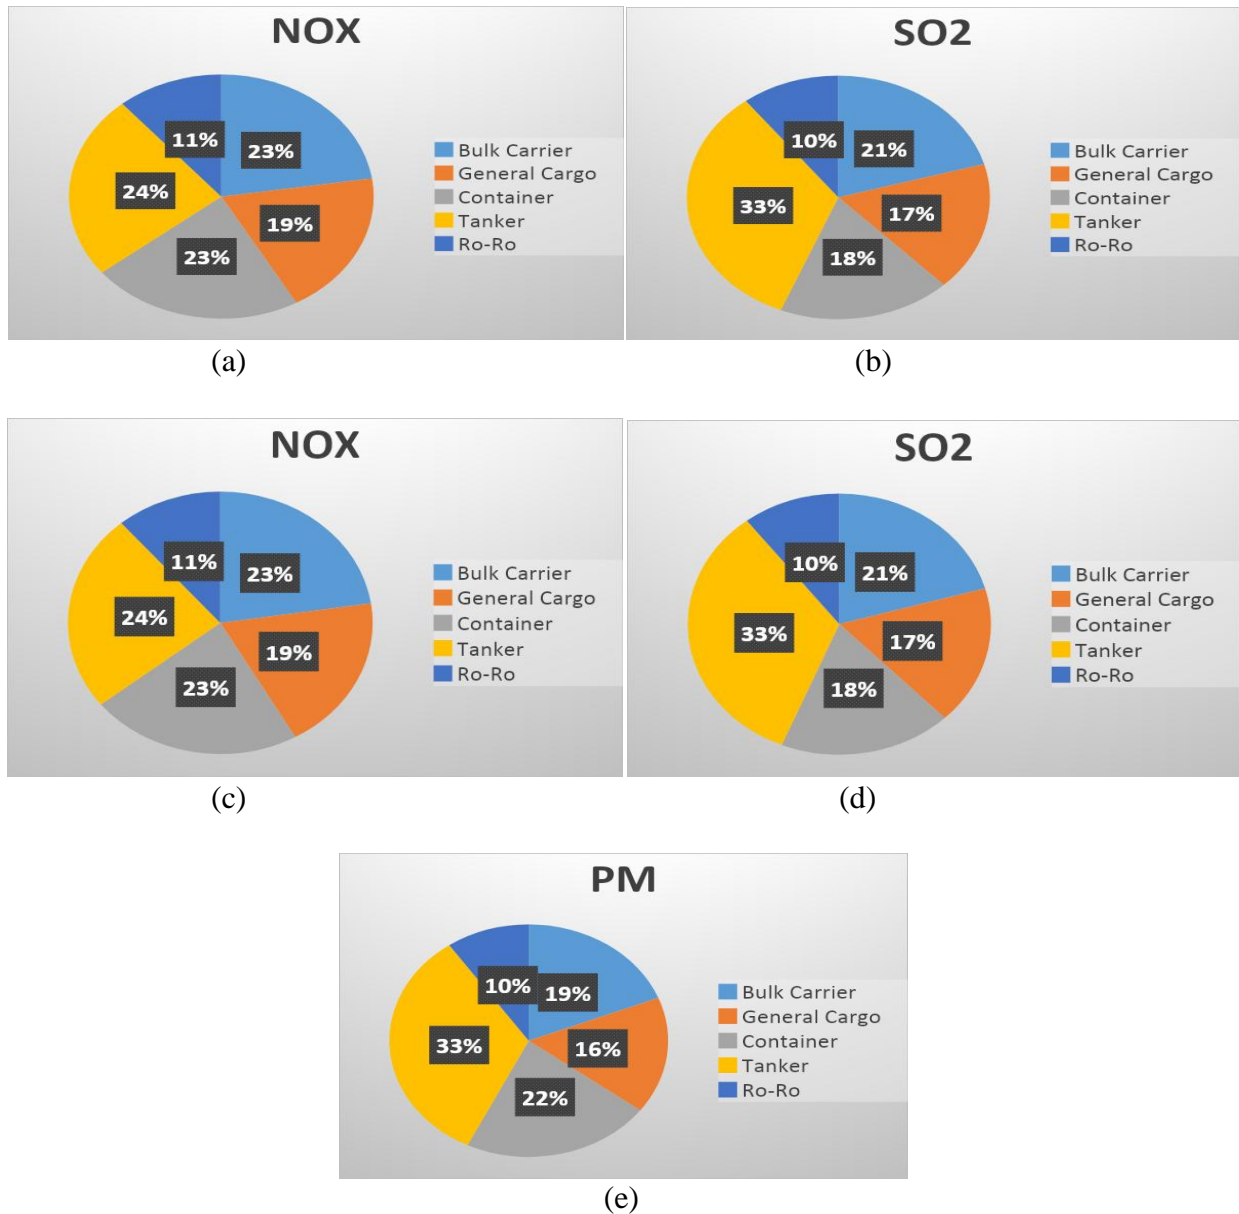 NOX
11%
23%
24%
19%
23%
Bulk Carrier
General Cargo
Container
Tanker
Ro-Ro
(a)
SO2
10%
21%
33%
17%
18%
Bulk Carrier
General Cargo
Container
Tanker
Ro-Ro
(b)
NOX
11%
23%
24%
19%
23%
Bulk Carrier
General Cargo
Container
Tanker
Ro-Ro
(c)
SO2
10%
21%
33%
17%
18%
Bulk Carrier
General Cargo
Container
Tanker
Ro-Ro
(d)
PM
10%
19%
33%
16%
22%
Bulk Carrier
General Cargo
Container
Tanker
Ro-Ro
(e)